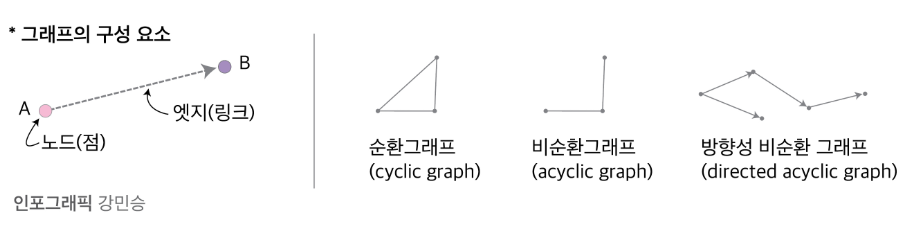 * 그래프의 구성 요소
B
A
엣지(링크)
노드(점)
인포그래픽 강민승
순환그래프
(cyclic graph)
비순환그래프
(acyclic graph)
방향성 비순환 그래프
(directed acyclic graph)